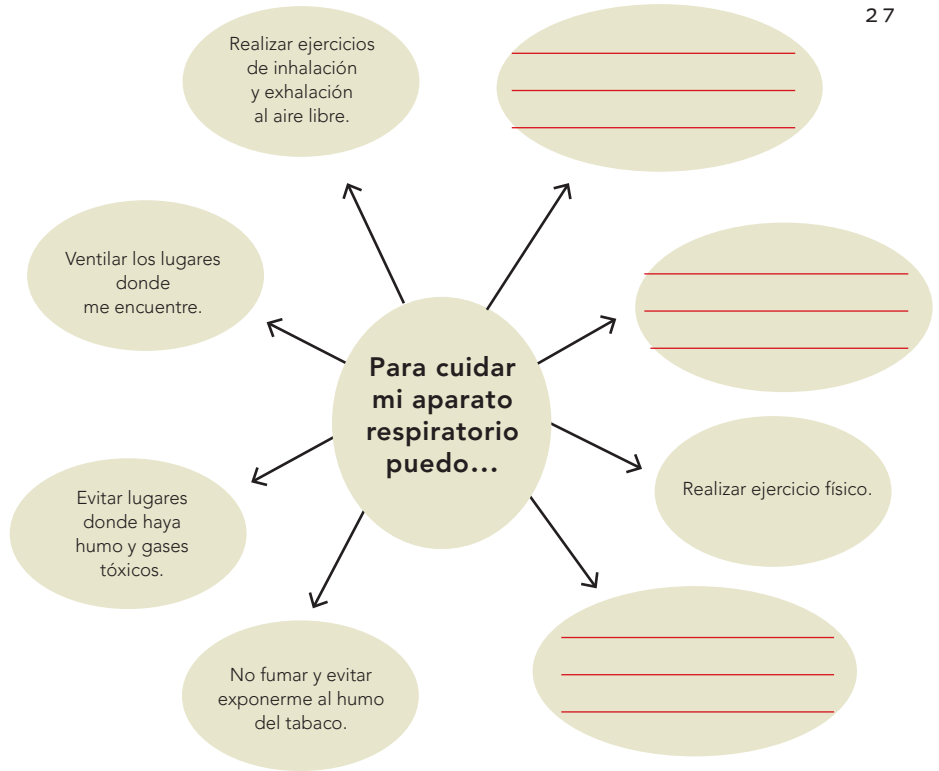 27
Realizar ejercicios
de inhalación
y exhalación
al aire libre.
Ventilar los lugares
donde
me encuentre.
Para cuidar
mi aparato
respiratorio
puedo...
Realizar ejercicio físico.
Evitar lugares
donde haya
humo y gases
tóxicos.
No fumar y evitar
exponerme al humo
del tabaco.